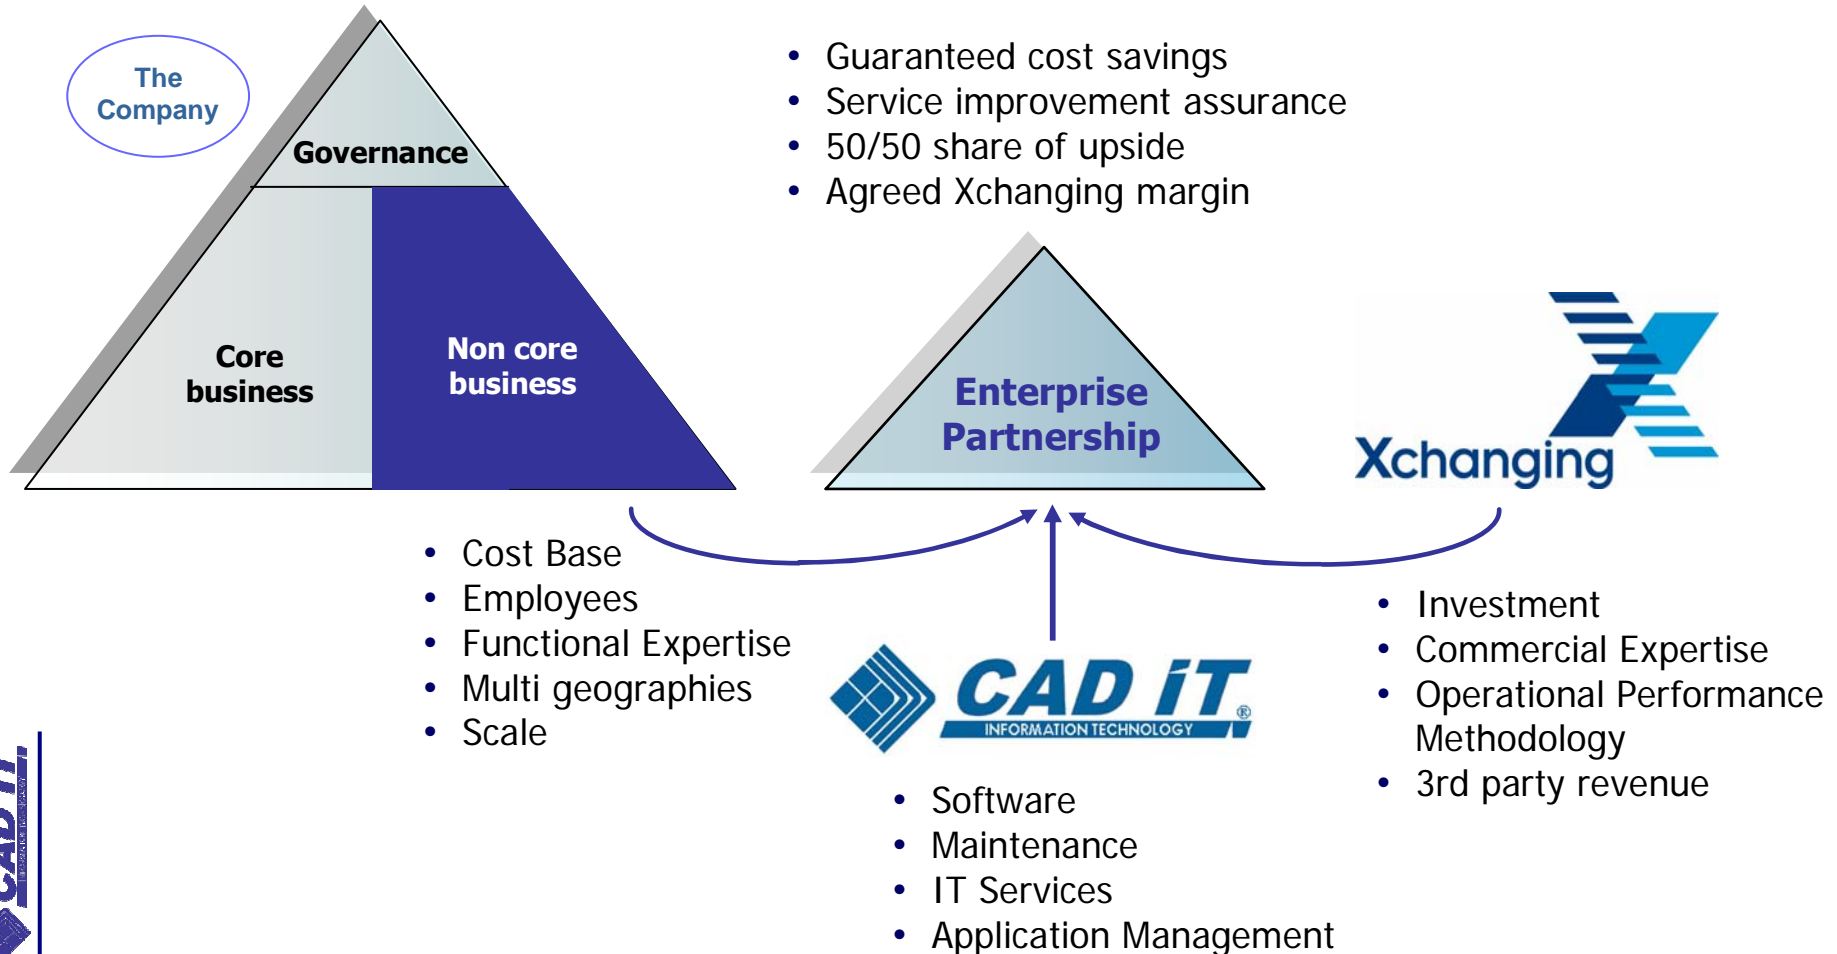 The
Company
Governance
Core
business
Non core
business
• Guaranteed cost savings
• Service improvement assurance
• 50/50 share of upside
• Agreed Xchanging margin
Enterprise
Partnership
Xchanging
• Cost Base
• Employees
• Functional Expertise
• Multi geographies
• Scale
CAD iT®
INFORMATION TECHNOLOGY
• Software
• Maintenance
• IT Services
• Application Management
• Investment
• Commercial Expertise
• Operational Performance
Methodology
• 3rd party revenue
CAD iT